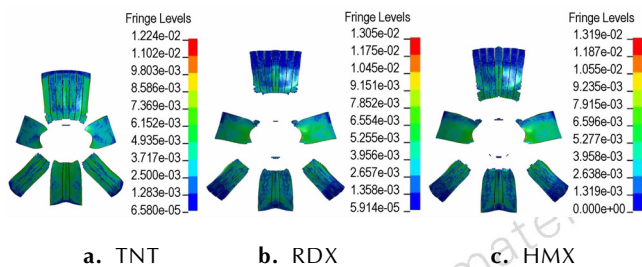 Fringe Levels
1.224e-02
1.102e-02
9.803e-03
8.586e-03
7.369e-03
6.152e-03
4.935e-03
3.717e-03
2.500e-03
1.283e-03
6.580e-05
Fringe Levels
1.305e-02
1.175e-02
1.045e-02
9.151e-03
7.852e-03
6.554e-03
5.255e-03
3.956e-03
2.657e-03
1.358e-03
5.914e-05
Fringe Levels
1.319e-02
1.187e-02
1.055e-02
9.235e-03
7.915e-03
6.596e-03
5.277e-03
3.958e-03
2.638e-03
1.319e-03
0.000e+00
a. TNT
b. RDX
c. HMX